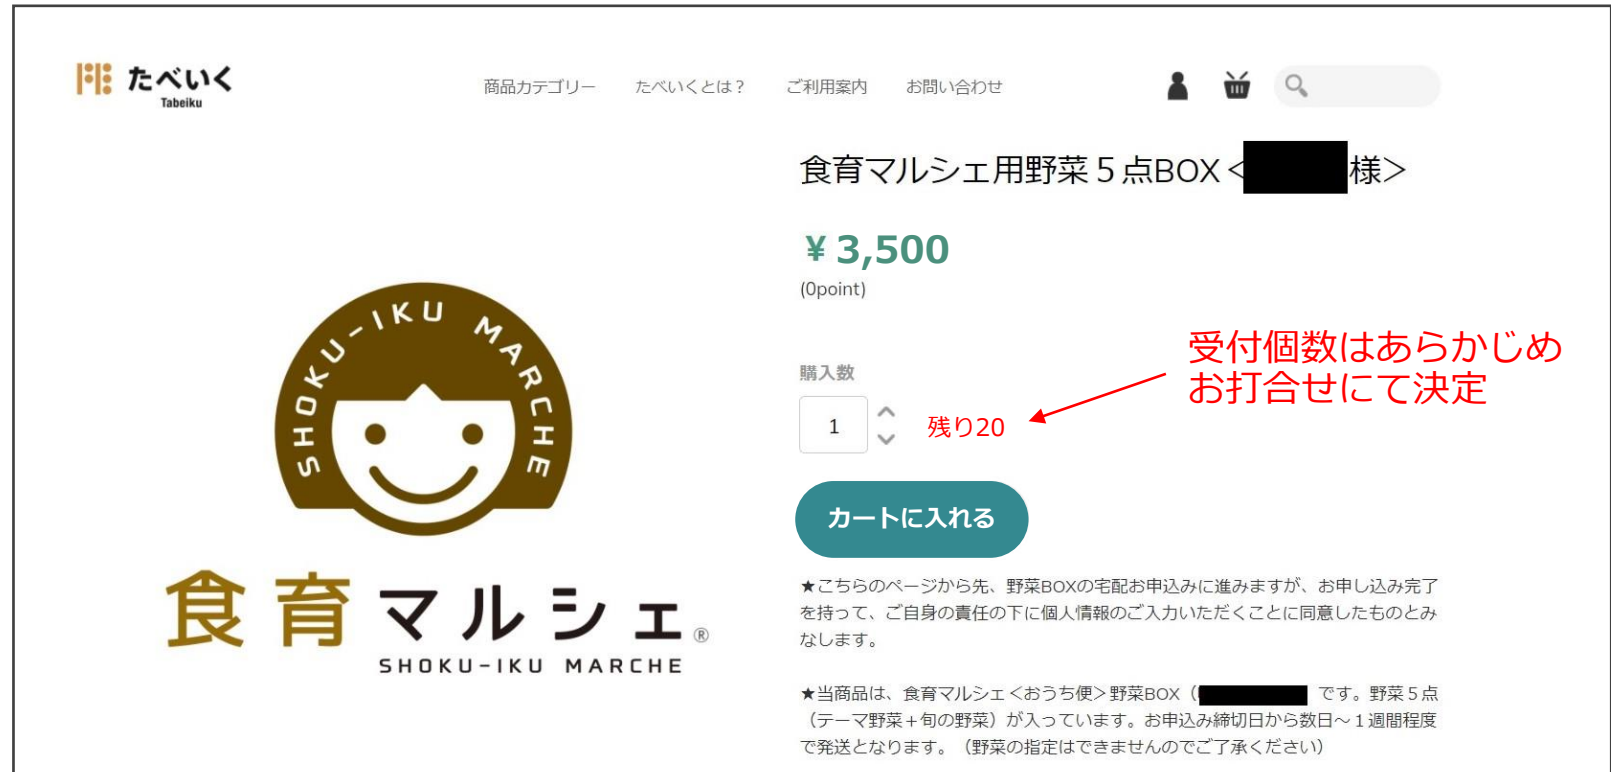 たべいく
Tabeiku
商品カテゴリー たべいくとは？ ご利用案内 お問い合わせ
食育マルシェ用野菜５点BOX＜
様＞
￥3,500
(0point)
購入数
1
残り20
受付個数はあらかじめ
お打合せにて決定
カートに入れる
SHOKU-IKU MARCHE
食育マルシェ®
SHOKU-IKU MARCHE
★こちらのページから先、野菜BOXの宅配お申込みに進みますが、お申し込み完了
を持って、ご自身の責任の下に個人情報のご入力いただくことに同意したものとみ
なします。
★当商品は、食育マルシェ＜おうち便＞野菜BOX（ です。野菜５点
（テーマ野菜＋旬の野菜）が入っています。お申込み締切日から数日～１週間程度
で発送となります。（野菜の指定はできませんのでご了承ください）